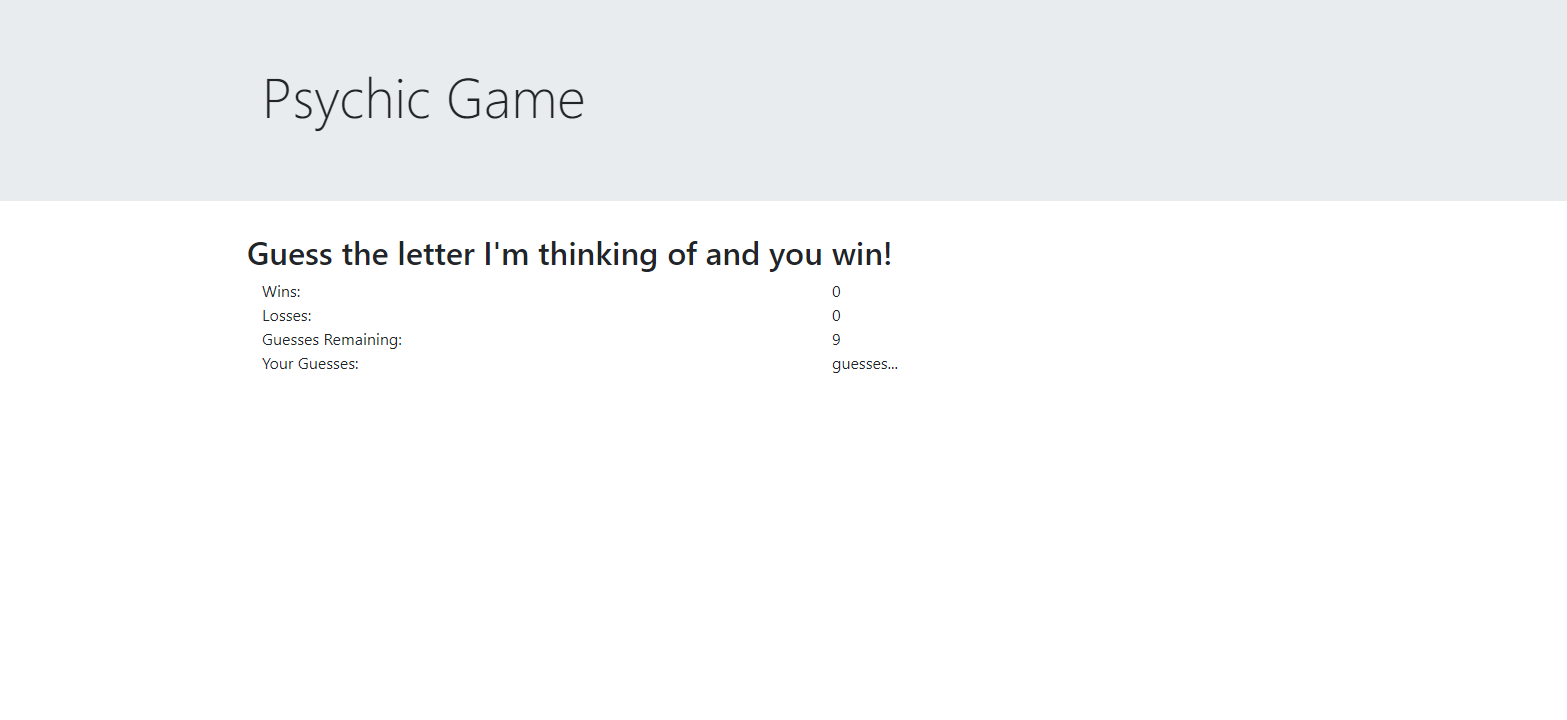 Psychic Game
Guess the letter I'm thinking of and you win!
Wins: 0
Losses: 0
Guesses Remaining: 9
Your Guesses: guesses...